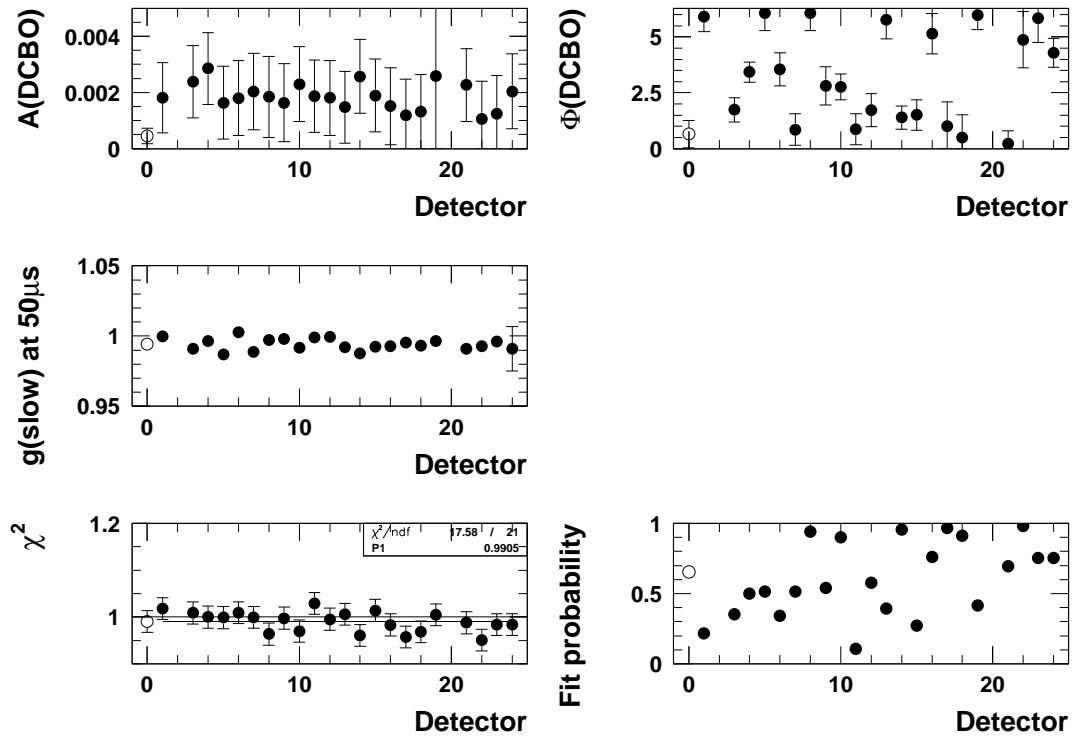 A(DCBO)
0.004
0.002
0
0
10
20
Detector
Φ(DCBO)
5
2.5
0
0
10
20
Detector
g(slow) at 50μs
1.05
1
0.95
0
10
20
Detector
χ²
1.2
1
χ²/ndf 17.58 / 21
P1 0.9905
0
10
20
Detector
Fit probability
1
0.5
0
0
10
20
Detector